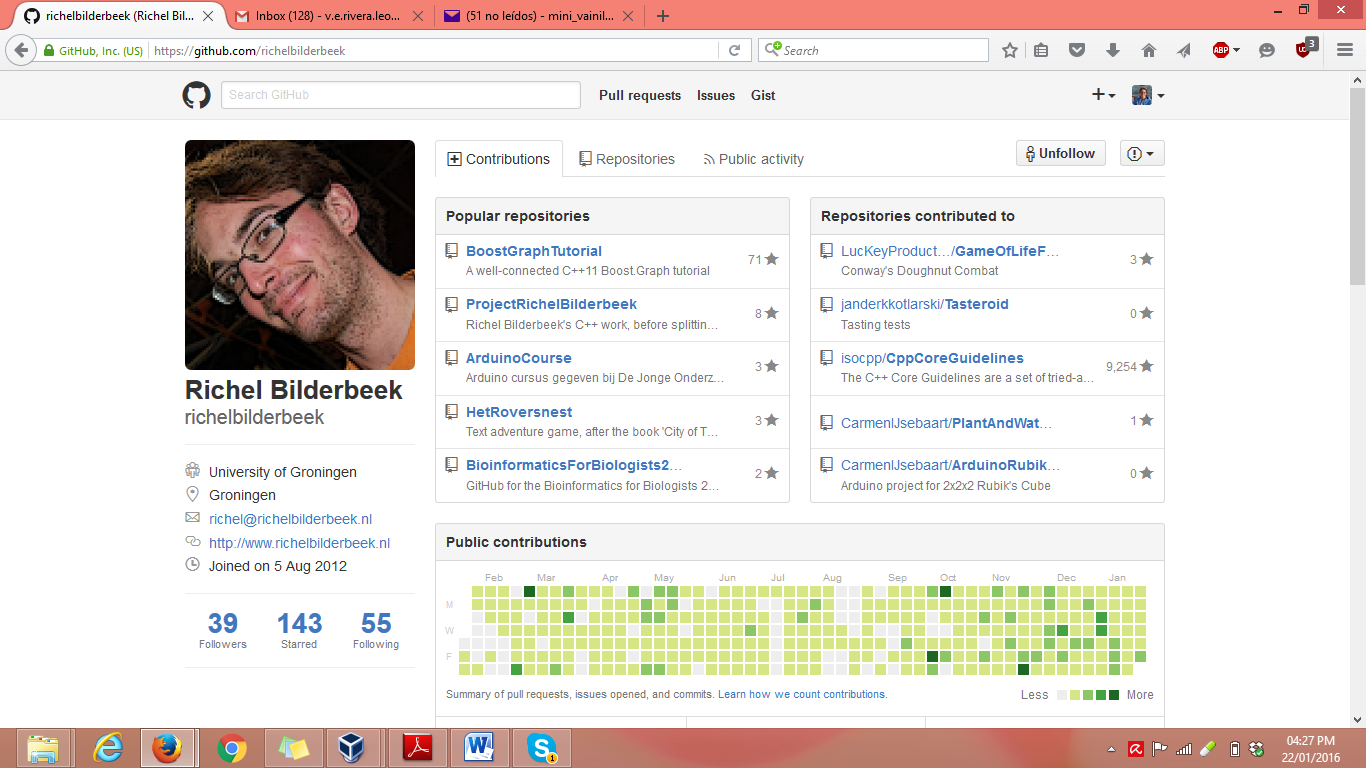 richelbilderbeek (Richel Bil...
Inbox (128) - v.e.rivera.leo...
(51 no leídos) - mini_vainil...
GitHub, Inc. (US)
https://github.com/richelbilderbeek
Search
ABP
3
Search GitHub
Pull requests Issues Gist
Contributions
Repositories
Public activity
Unfollow
Richel Bilderbeek
richelbilderbeek
University of Groningen
Groningen
richel@richelbilderbeek.nl
http://www.richelbilderbeek.nl
Joined on 5 Aug 2012
39 143 55
Followers Starred Following
Popular repositories
BoostGraphTutorial
A well-connected C++11 Boost.Graph tutorial
71
ProjectRichelBilderbeek
Richel Bilderbeek's C++ work, before splittin…
8
ArduinoCourse
Arduino cursus gegeven bij De Jonge Onderz…
3
HetRoversnest
Text adventure game, after the book 'City of T…
3
BioinformaticsForBiologists2…
GitHub for the Bioinformatics for Biologists 2…
2
Repositories contributed to
LucKeyProduct…/GameOfLifeF…
Conway's Doughnut Combat
3
janderkkotlarski/Tasteroid
Tasting tests
0
isocpp/CppCoreGuidelines
The C++ Core Guidelines are a set of tried-a…
9,254
CarmenIJsebaart/PlantAndWat…
1
CarmenIJsebaart/ArduinoRubik…
Arduino project for 2x2x2 Rubik's Cube
0
Public contributions
Feb Mar Apr May Jun Jul Aug Sep Oct Nov Dec Jan
M
W
F
Summary of pull requests, issues opened, and commits. Learn how we count contributions.
Less More
1
04:27 PM
22/01/2016